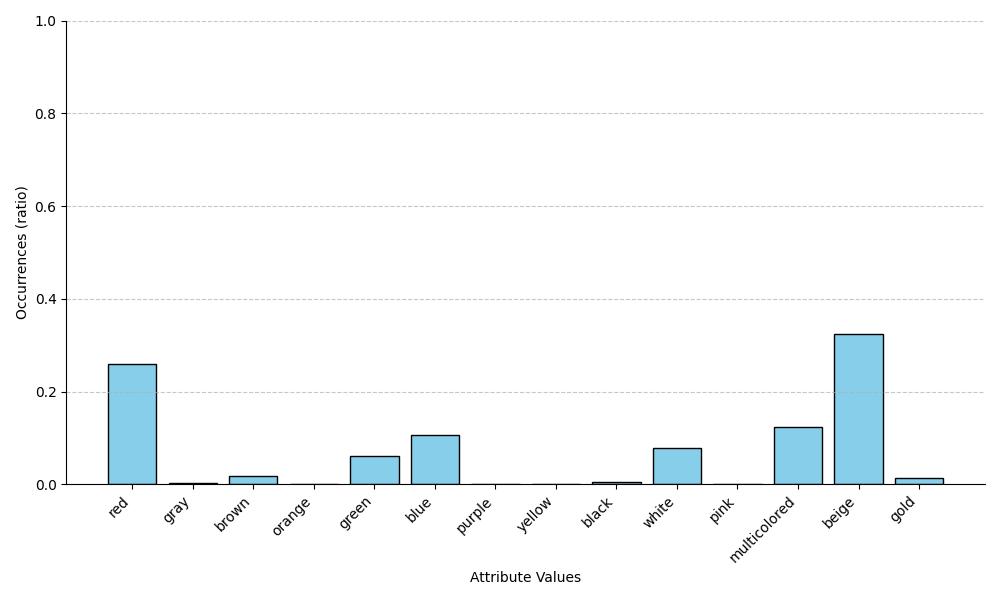 1.0
0.8
0.6
0.4
0.2
0.0
Occurrences (ratio)
red
gray
brown
orange
green
blue
purple
yellow
black
white
pink
multicolored
beige
gold
Attribute Values